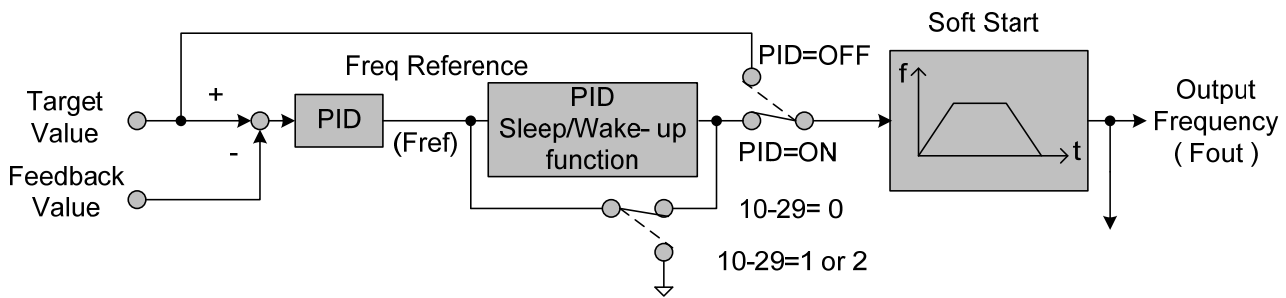 Soft Start
PID=OFF
Freq Reference
f
Target
Value
+
PID
(Fref)
PID
Sleep/Wake- up
function
PID=ON
t
Output
Frequency
( Fout )
-
Feedback
Value
10-29= 0
10-29=1 or 2